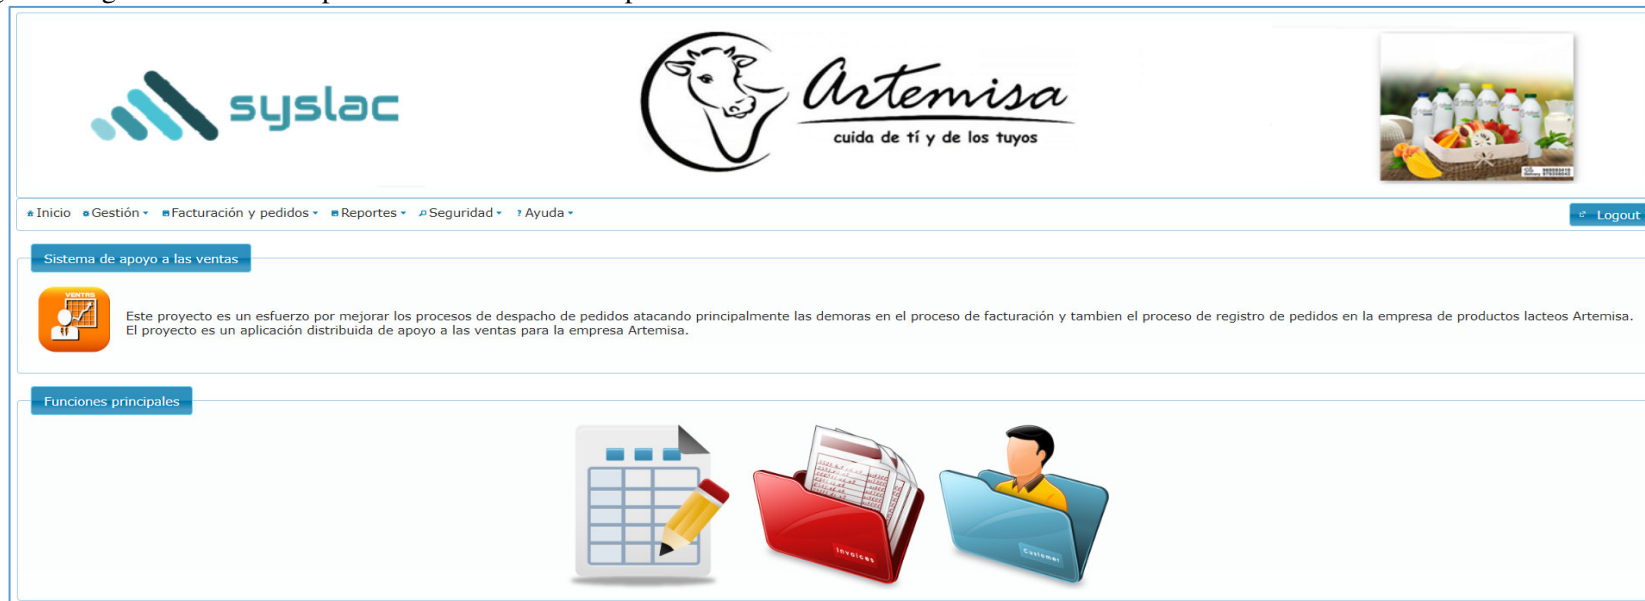 syslac
Artemisa
cuida de tí y de los tuyos
Inicio Gestión Facturación y pedidos Reportes Seguridad ? Ayuda
Logout
Sistema de apoyo a las ventas
VENTAS
Este proyecto es un esfuerzo por mejorar los procesos de despacho de pedidos atacando principalmente las demoras en el proceso de facturación y tambien el proceso de registro de pedidos en la empresa de productos lacteos Artemisa.
El proyecto es un aplicación distribuida de apoyo a las ventas para la empresa Artemisa.
Funciones principales
Invoices
Customer